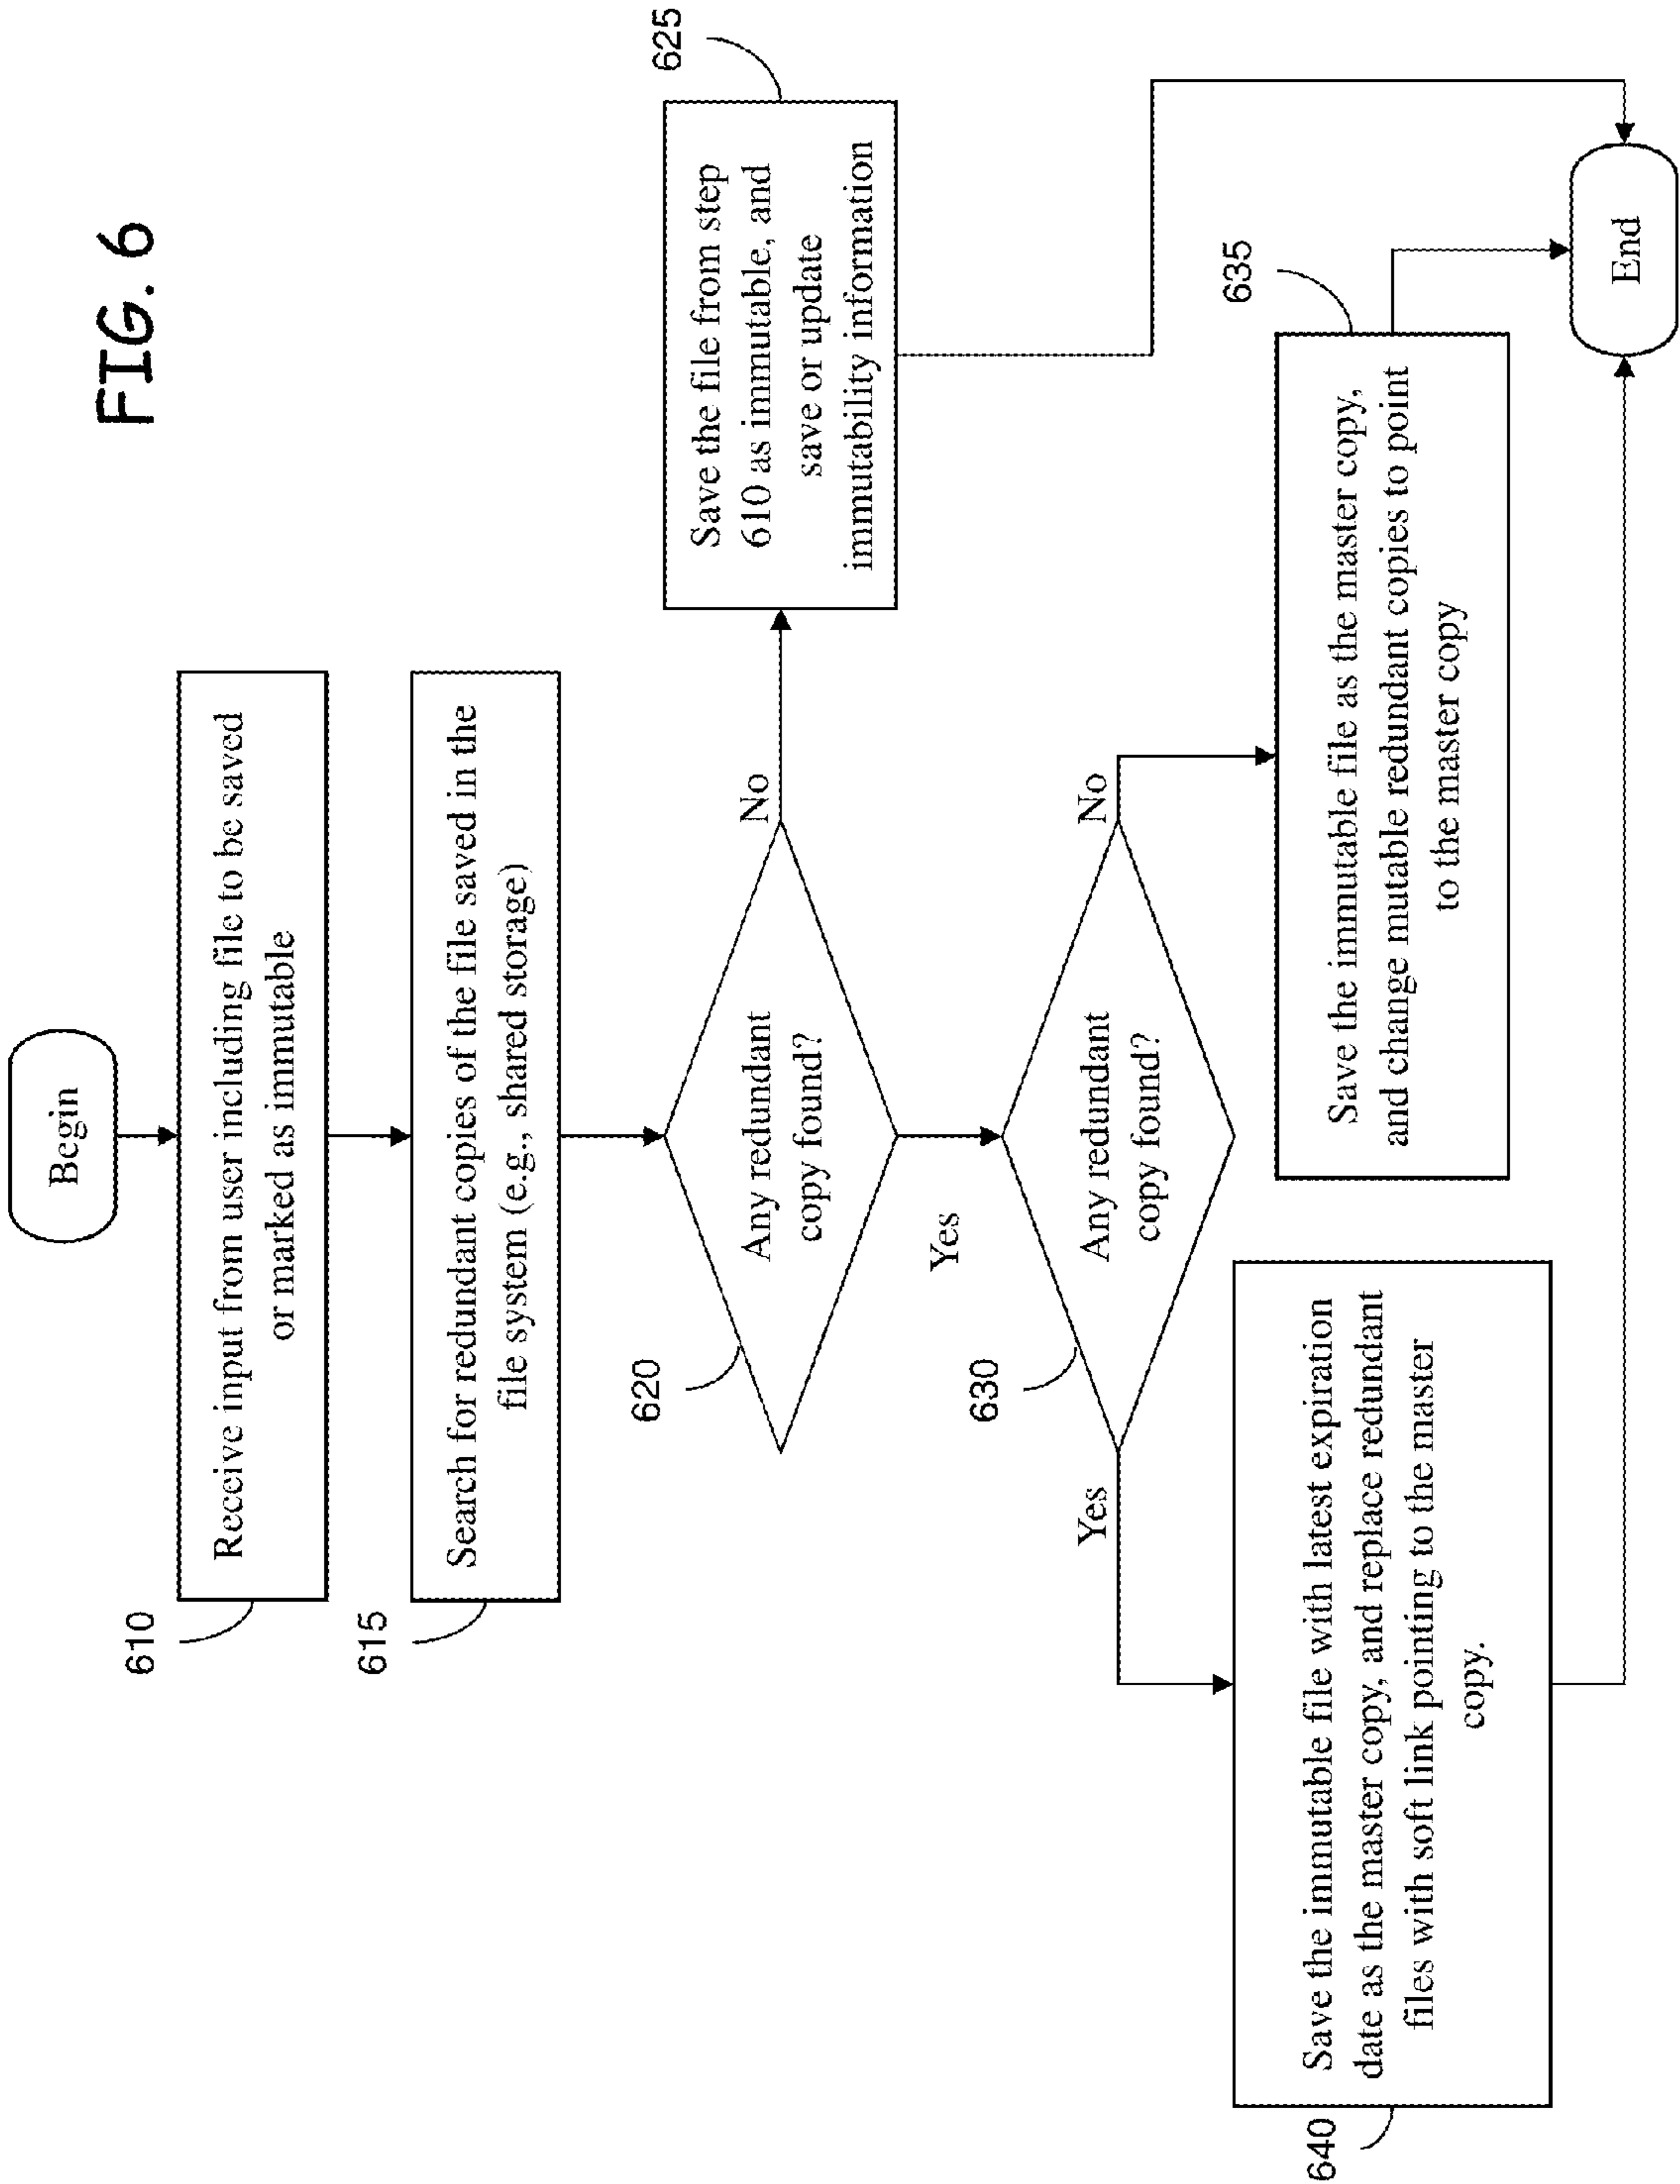 FIG. 6
Begin
610
Receive input from user including file to be saved
or marked as immutable
615
Search for redundant copies of the file saved in the
file system (e.g., shared storage)
620
Any redundant
copy found?
No
625
Save the file from step
610 as immutable, and
save or update
immutability information
Yes
630
Any redundant
copy found?
No
635
Save the immutable file as the master copy,
and change mutable redundant copies to point
to the master copy
Yes
640
Save the immutable file with latest expiration
date as the master copy, and replace redundant
files with soft link pointing to the master
copy.
End